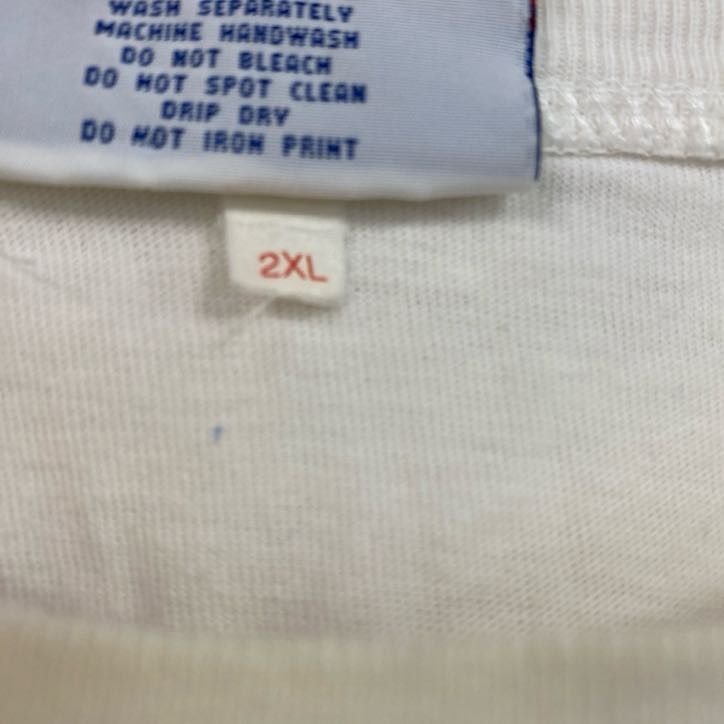 WASH SEPARATELY
MACHINE HANDWASH
DO NOT BLEACH
DO NOT SPOT CLEAN
DRIP DRY
DO NOT IRON PRINT
2XL